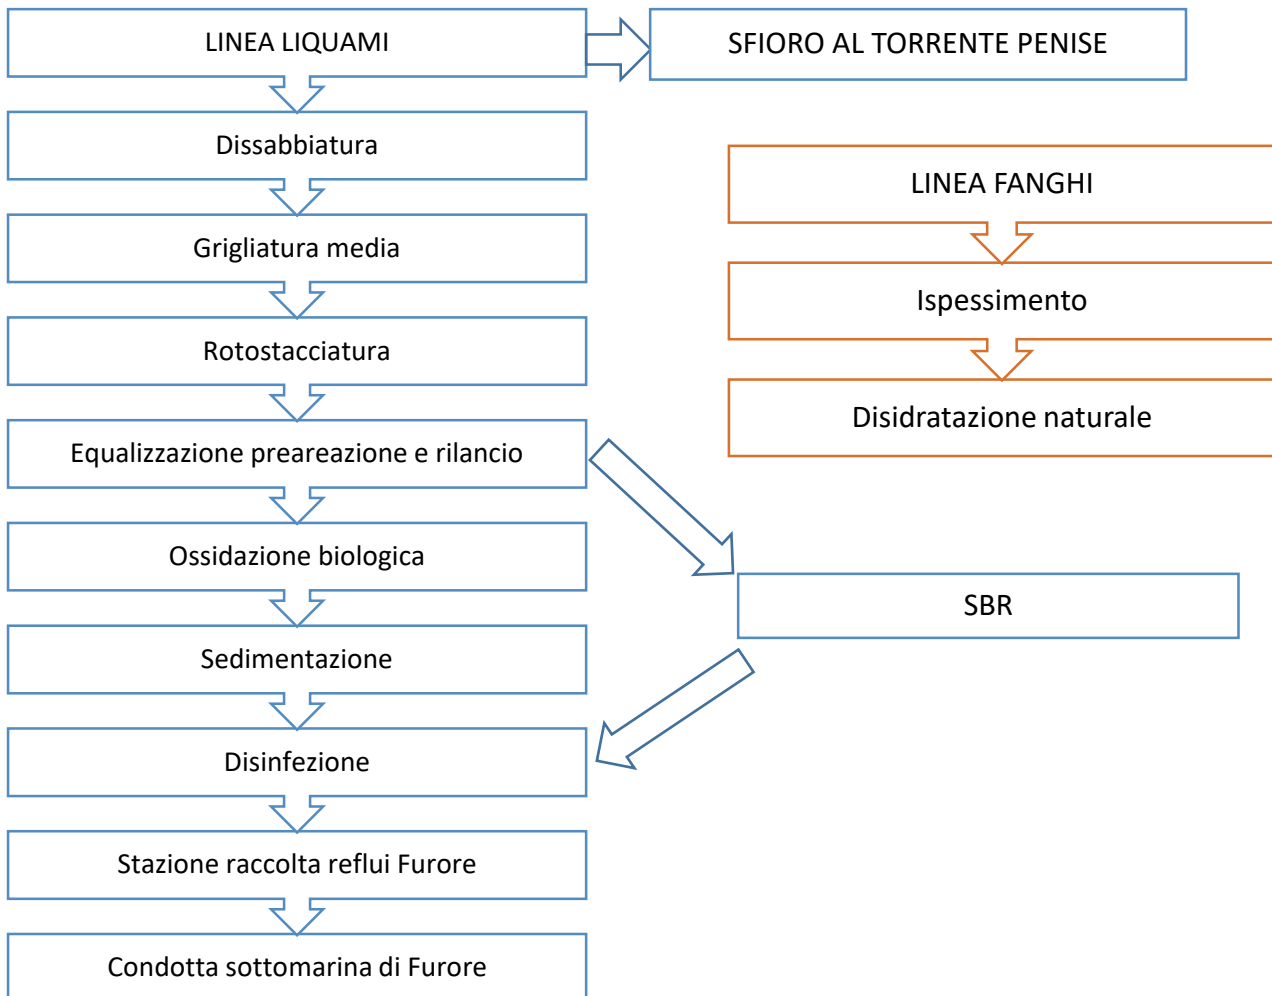 LINEA LIQUAMI
SFIORO AL TORRENTE PENISE
Dissabbiatura
LINEA FANGHI
Grigliatura media
Ispessimento
Rotostacciatura
Disidratazione naturale
Equalizzazione preareazione e rilancio
Ossidazione biologica
SBR
Sedimentazione
Disinfezione
Stazione raccolta reflui Furore
Condotta sottomarina di Furore